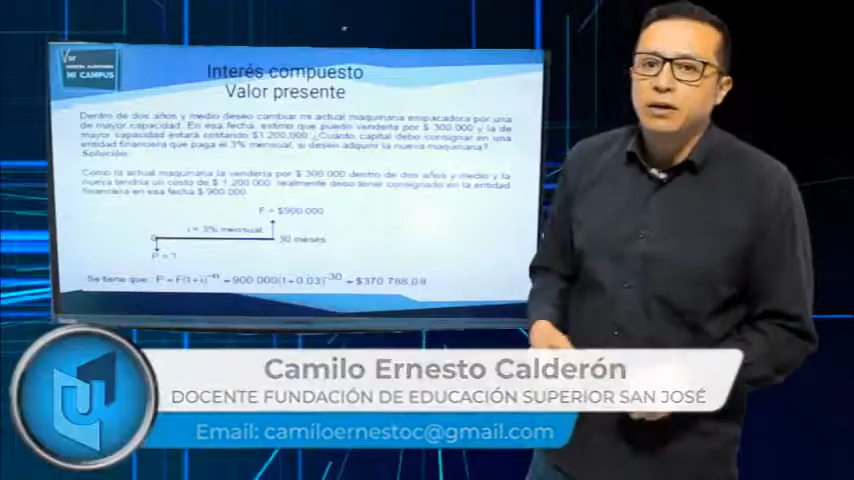 Ver
NUESTRA PLATAFORMA
MI CAMPUS
Interés compuesto
Valor presente
Dentro de dos años y medio deseo cambiar mi actual maquinaria empacadora por una
de mayor capacidad. En esa fecha, estimo que puedo venderla por $ 300.000 y la de
mayor capacidad estará costando $1.200.000 ¿Cuánto capital debo consignar en una
entidad financiera que paga el 3% mensual, si deseo adquirir la nueva maquinaria?
Solución:
Como la actual maquinaria la vendería por $ 300.000 dentro de dos años y medio y la
nueva tendría un costo de $ 1.200.000, realmente debo tener consignado en la entidad
financiera en esa fecha $ 900.000
F = $900.000
i = 3% mensual
0
30 meses
P = ?
Se tiene que: P = F(1+i)⁻ⁿ = 900.000(1+0.03)⁻³⁰ = $370.788,08
Camilo Ernesto Calderón
DOCENTE FUNDACIÓN DE EDUCACIÓN SUPERIOR SAN JOSÉ
Email: camiloernestoc@gmail.com